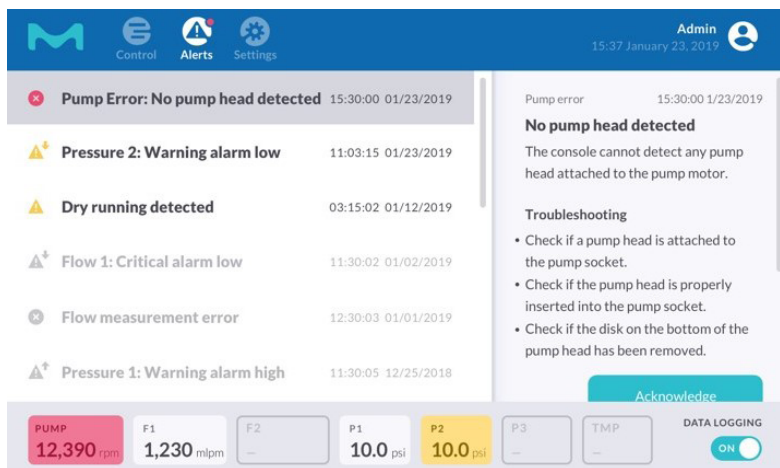 Control
Alerts
Settings
Admin
15:37 January 23, 2019
Pump Error: No pump head detected 15:30:00 01/23/2019
Pressure 2: Warning alarm low 11:03:15 01/23/2019
Dry running detected 03:15:02 01/12/2019
Flow 1: Critical alarm low 11:30:02 01/02/2019
Flow measurement error 12:30:03 01/01/2019
Pressure 1: Warning alarm high 11:30:05 12/25/2018
Pump error 15:30:00 1/23/2019
No pump head detected
The console cannot detect any pump
head attached to the pump motor.
Troubleshooting
• Check if a pump head is attached to
the pump socket.
• Check if the pump head is properly
inserted into the pump socket.
• Check if the disk on the bottom of the
pump head has been removed.
Acknowledge
PUMP
12,390 rpm
F1
1,230 mlpm
F2
–
P1
10.0 psi
P2
10.0 psi
P3
–
TMP
–
DATA LOGGING
ON